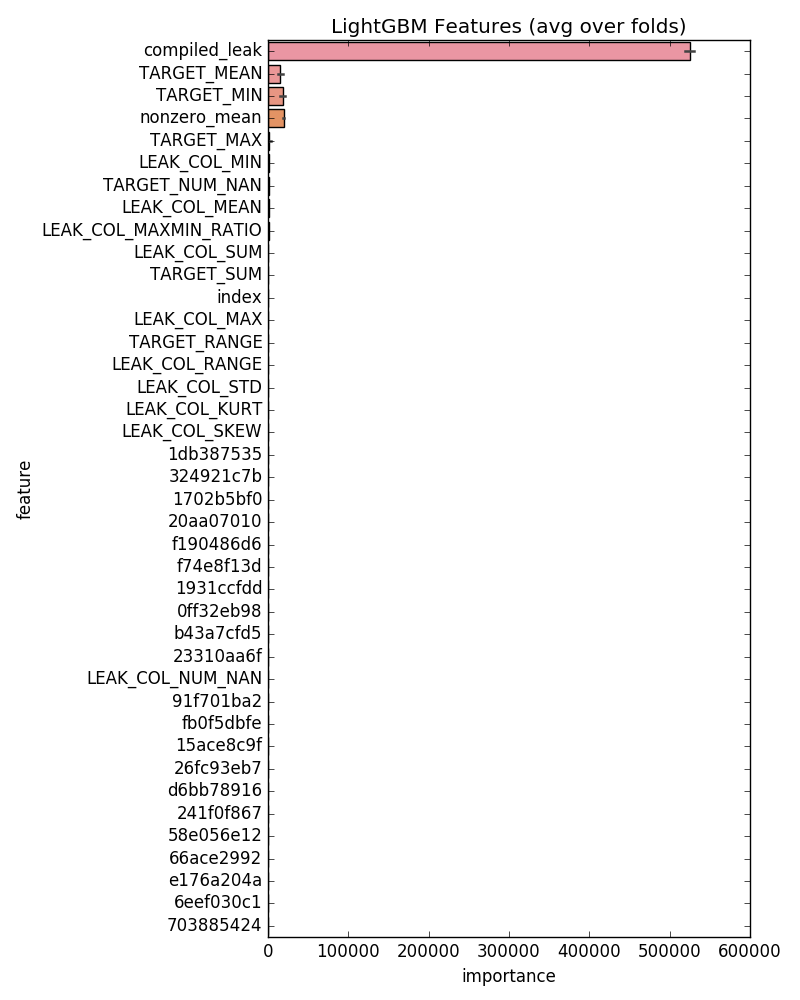 LightGBM Features (avg over folds)
compiled_leak
TARGET_MEAN
TARGET_MIN
nonzero_mean
TARGET_MAX
LEAK_COL_MIN
TARGET_NUM_NAN
LEAK_COL_MEAN
LEAK_COL_MAXMIN_RATIO
LEAK_COL_SUM
TARGET_SUM
index
LEAK_COL_MAX
TARGET_RANGE
LEAK_COL_RANGE
LEAK_COL_STD
LEAK_COL_KURT
LEAK_COL_SKEW
1db387535
324921c7b
1702b5bf0
20aa07010
f190486d6
f74e8f13d
1931ccfdd
0ff32eb98
b43a7cfd5
23310aa6f
LEAK_COL_NUM_NAN
91f701ba2
fb0f5dbfe
15ace8c9f
26fc93eb7
d6bb78916
241f0f867
58e056e12
66ace2992
e176a204a
6eef030c1
703885424
feature
0 100000 200000 300000 400000 500000 600000
importance